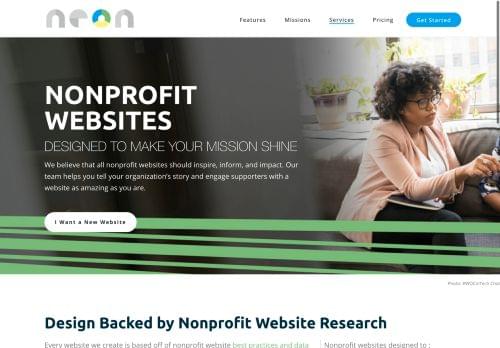 neon
Features Missions Services Pricing Get Started
NONPROFIT
WEBSITES
DESIGNED TO MAKE YOUR MISSION SHINE
We believe that all nonprofit websites should inspire, inform, and impact. Our
team helps you tell your organization's story and engage supporters with a
website as amazing as you are.
I Want a New Website
Photo: #WOCinTech Chat
Design Backed by Nonprofit Website Research
Every website we create is based off of nonprofit website best practices and data
Nonprofit websites designed to :